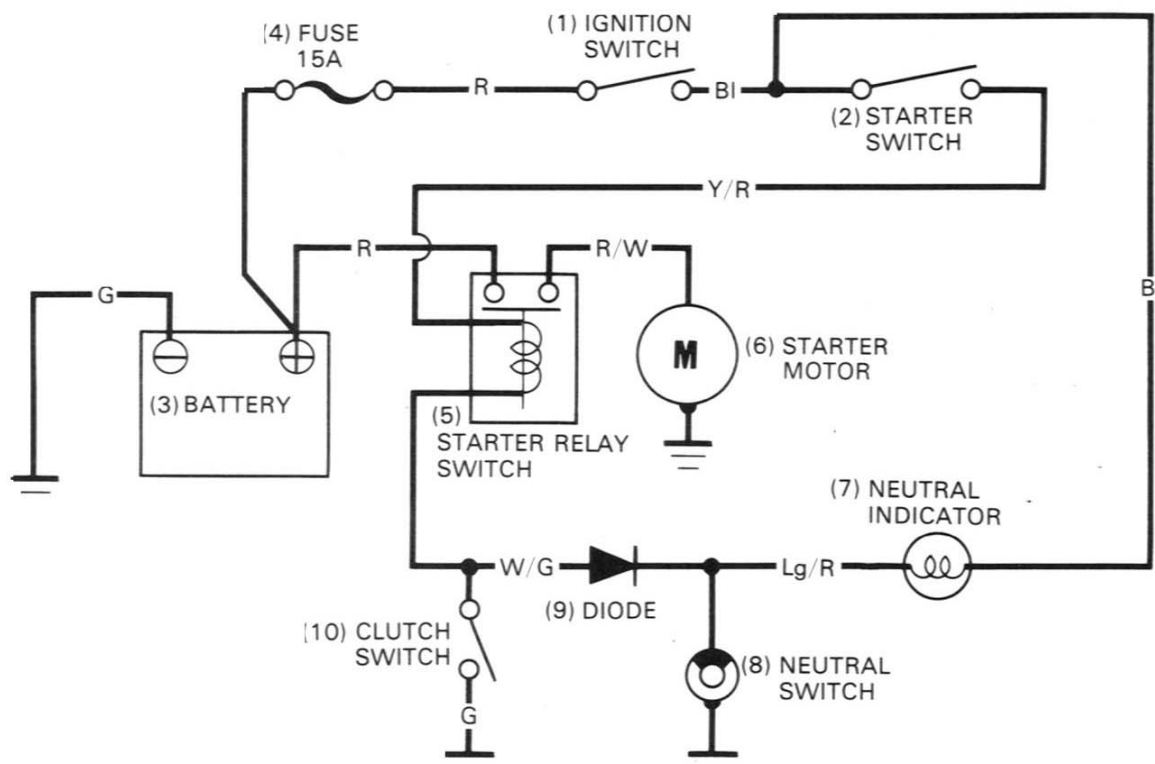 (4) FUSE
15A
(1) IGNITION
SWITCH
R
Bl
(2) STARTER
SWITCH
Y/R
R
R/W
G
B
M
(6) STARTER
MOTOR
(3) BATTERY
(5)
STARTER RELAY
SWITCH
(7) NEUTRAL
INDICATOR
W/G
Lg/R
(9) DIODE
(10) CLUTCH
SWITCH
(8) NEUTRAL
SWITCH
G